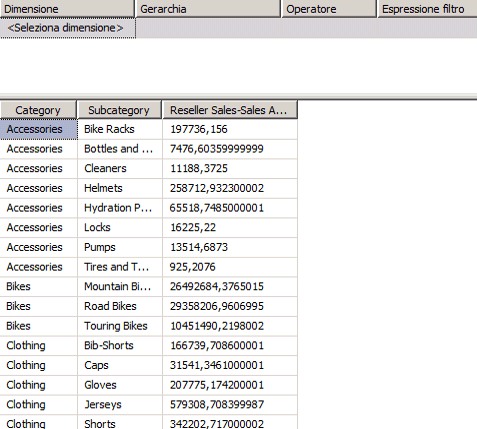 Dimensione Gerarchia Operatore Espressione filtro
<Seleziona dimensione>
Category Subcategory Reseller Sales-Sales A...
Accessories Bike Racks 197736,156
Accessories Bottles and ... 7476,60359999999
Accessories Cleaners 11188,3725
Accessories Helmets 258712,932300002
Accessories Hydration P... 65518,7485000001
Accessories Locks 16225,22
Accessories Pumps 13514,6873
Accessories Tires and T... 925,2076
Bikes Mountain Bi... 26492684,3765015
Bikes Road Bikes 29358206,9606995
Bikes Touring Bikes 10451490,2198002
Clothing Bib-Shorts 166739,708600001
Clothing Caps 31541,3461000001
Clothing Gloves 207775,174200001
Clothing Jerseys 579308,708399987
Clothing Shorts 342202,717000002